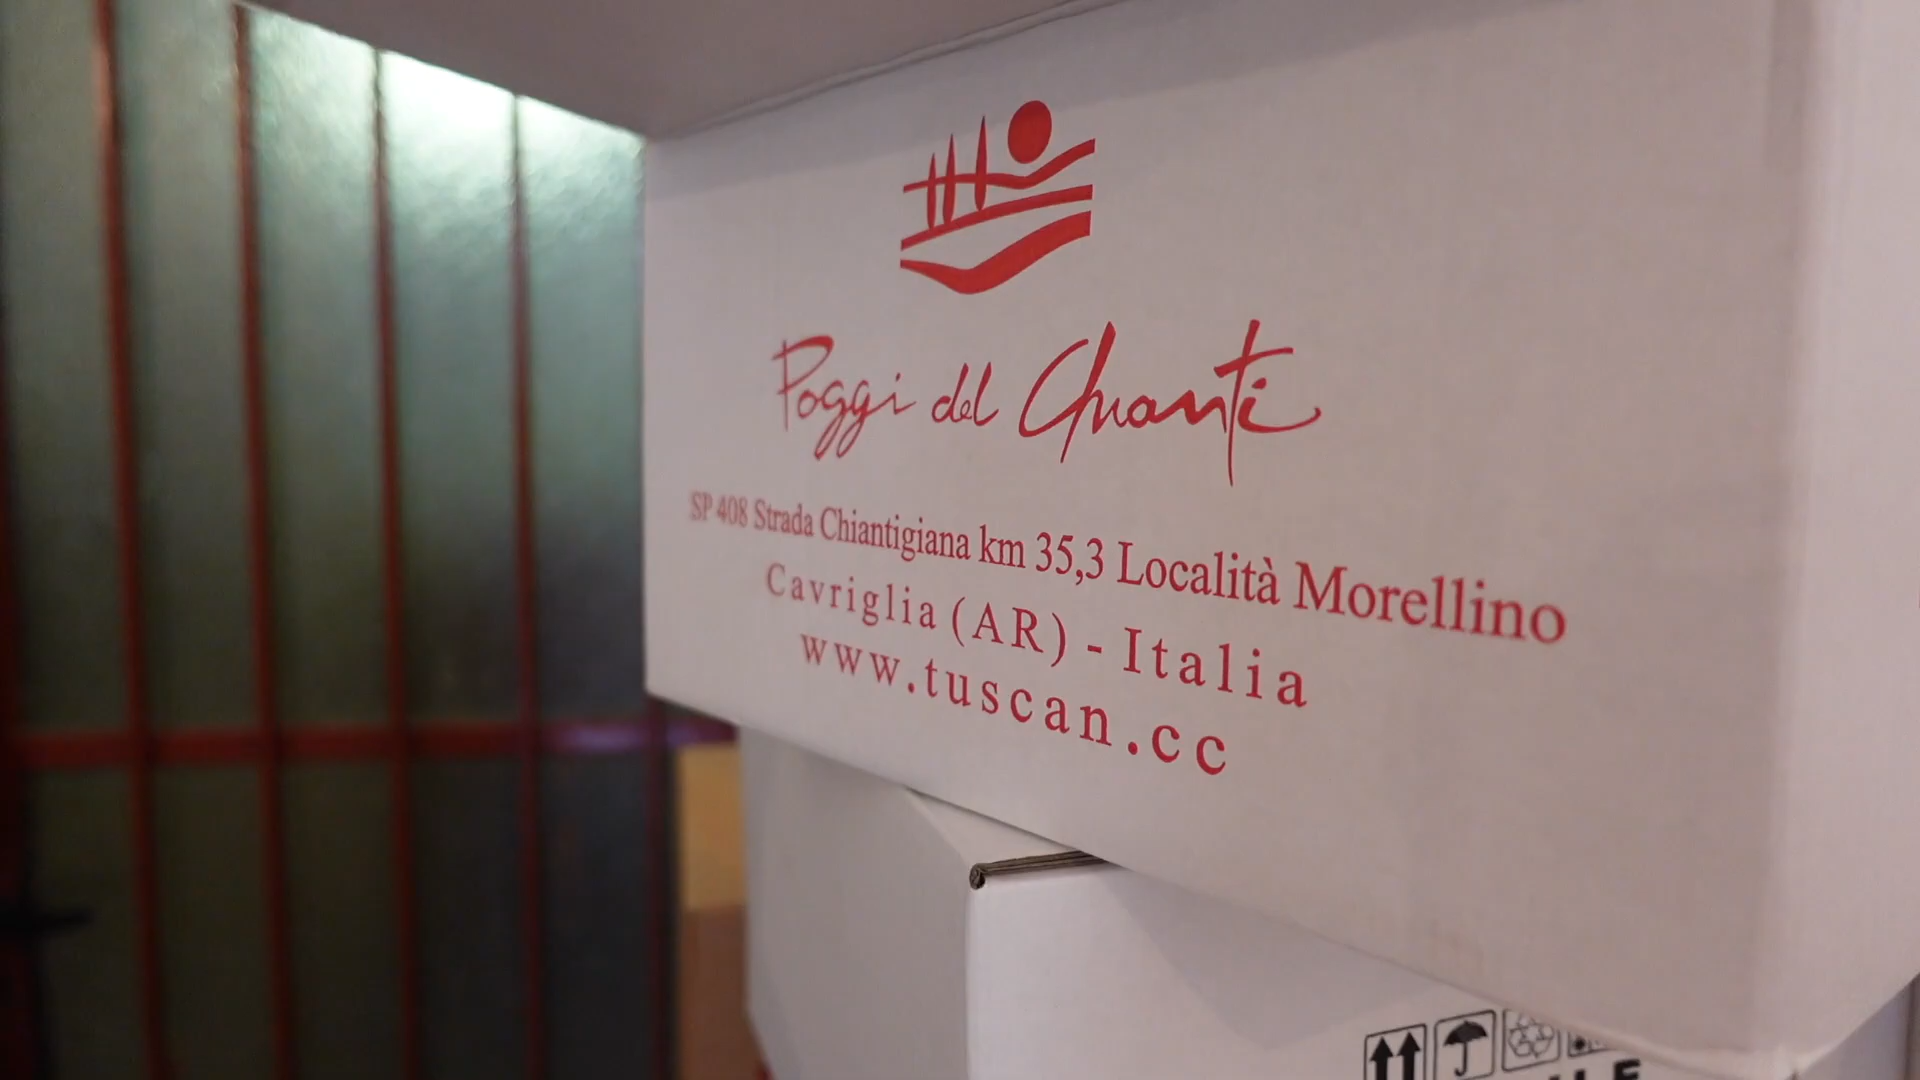 Poggi del Chianti
SP 408 Strada Chiantigiana km 35,3 Località Morellino
Cavriglia (AR) - Italia
www.tuscan.cc